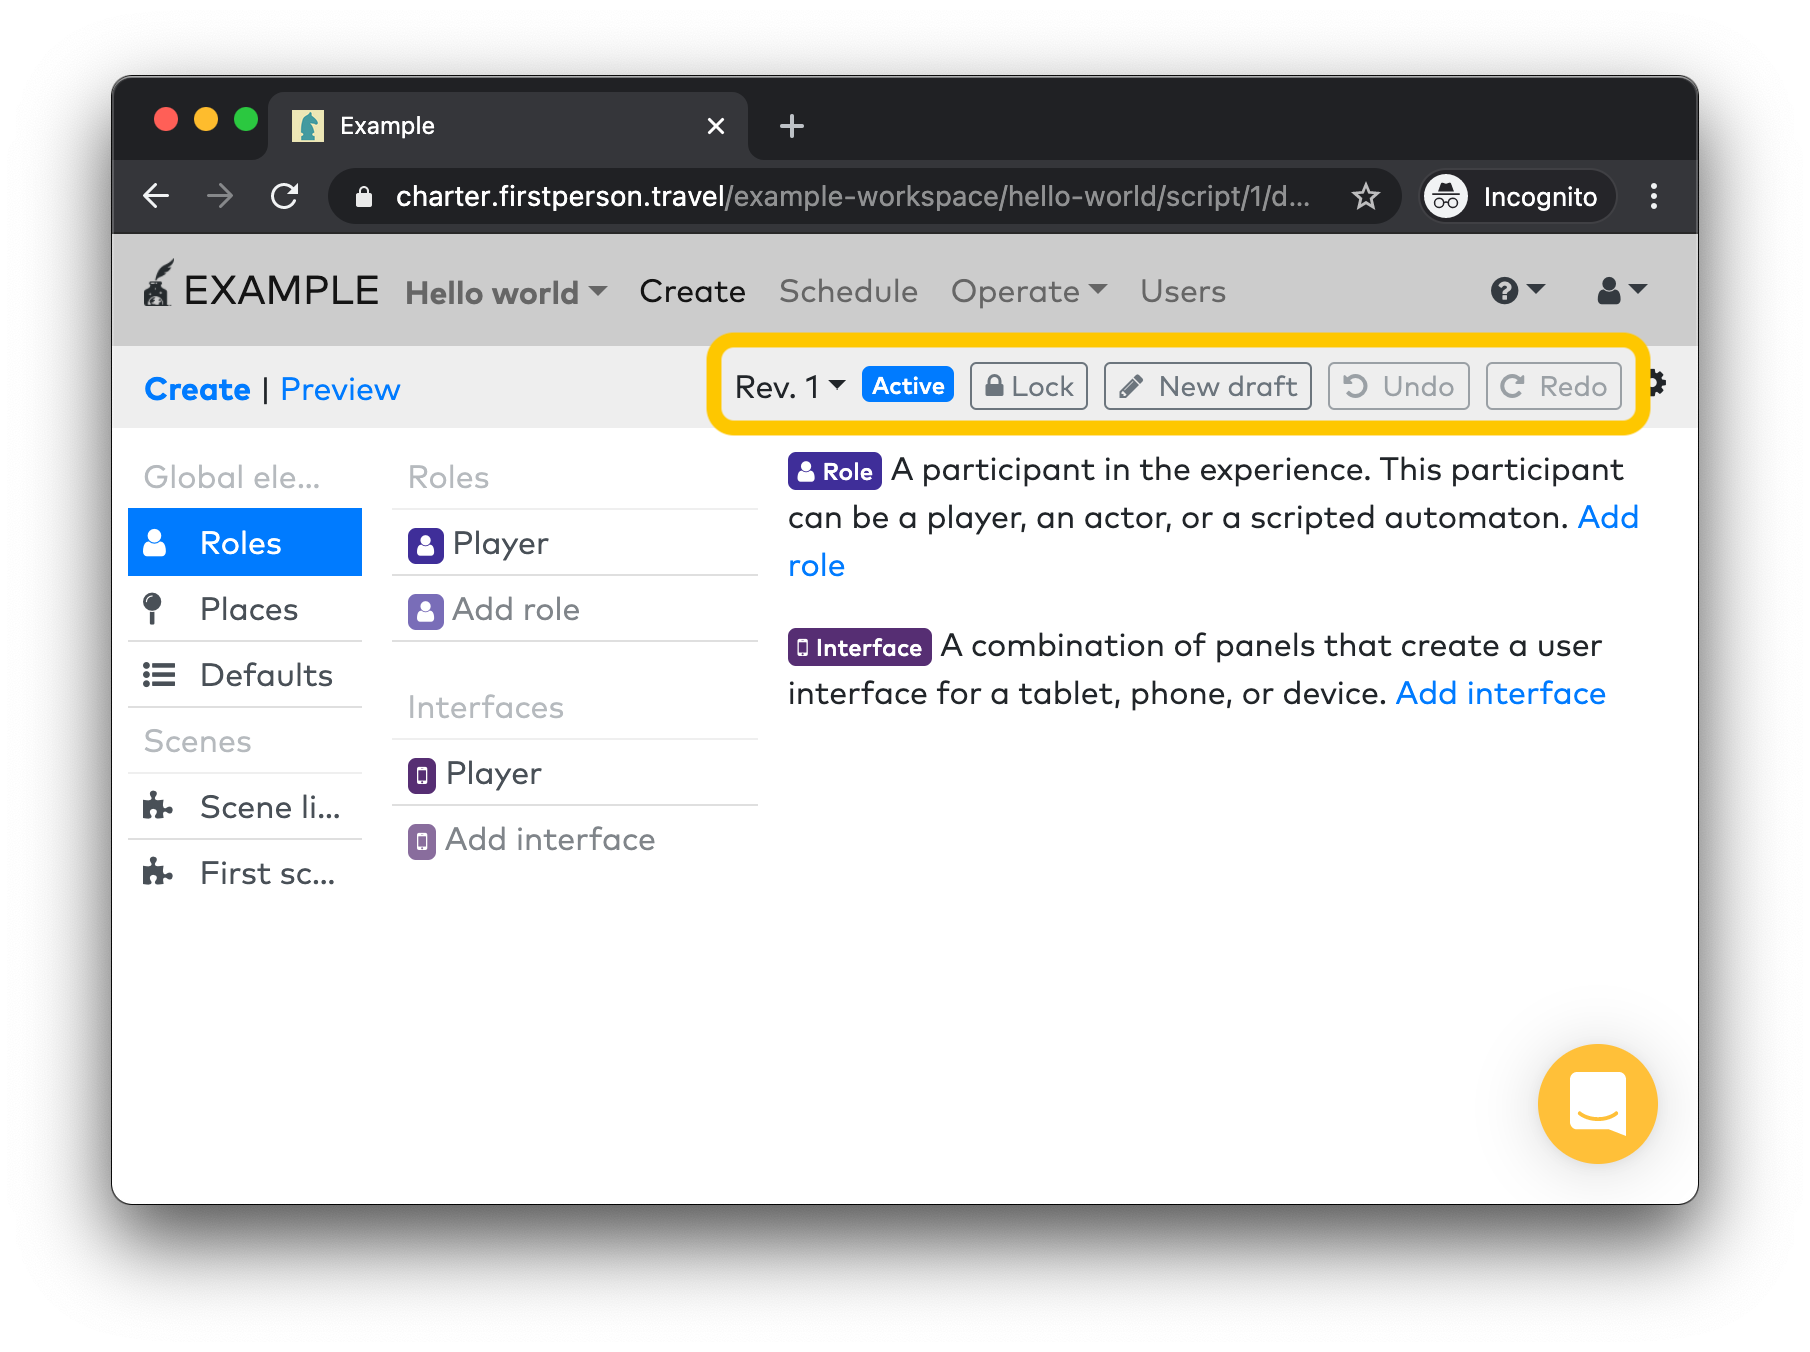 Example
charter.firstperson.travel/example-workspace/hello-world/script/1/d...
Incognito
EXAMPLE Hello world Create Schedule Operate Users
Create | Preview
Rev. 1 Active Lock New draft Undo Redo
Global ele...
Roles
Places
Defaults
Scenes
Scene li...
First sc...
Roles
Player
Add role
Interfaces
Player
Add interface
Role A participant in the experience. This participant
can be a player, an actor, or a scripted automaton. Add
role
Interface A combination of panels that create a user
interface for a tablet, phone, or device. Add interface